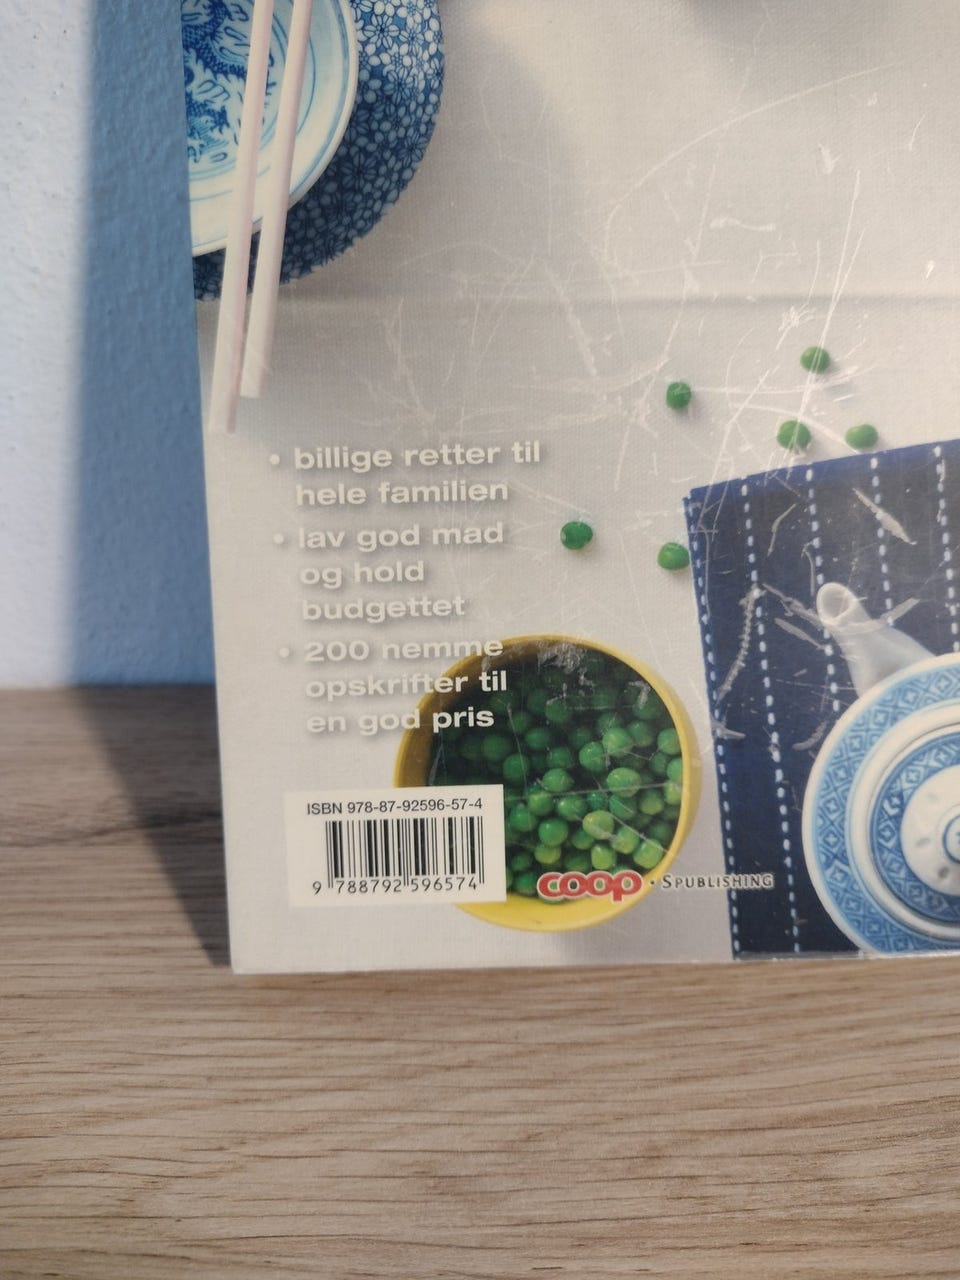 • billige retter til
hele familien
• lav god mad
og hold
budgettet
• 200 nemme
opskrifter til
en god pris
ISBN 978-87-92596-57-4
9 788792 596574
coop • SPUBLISHING